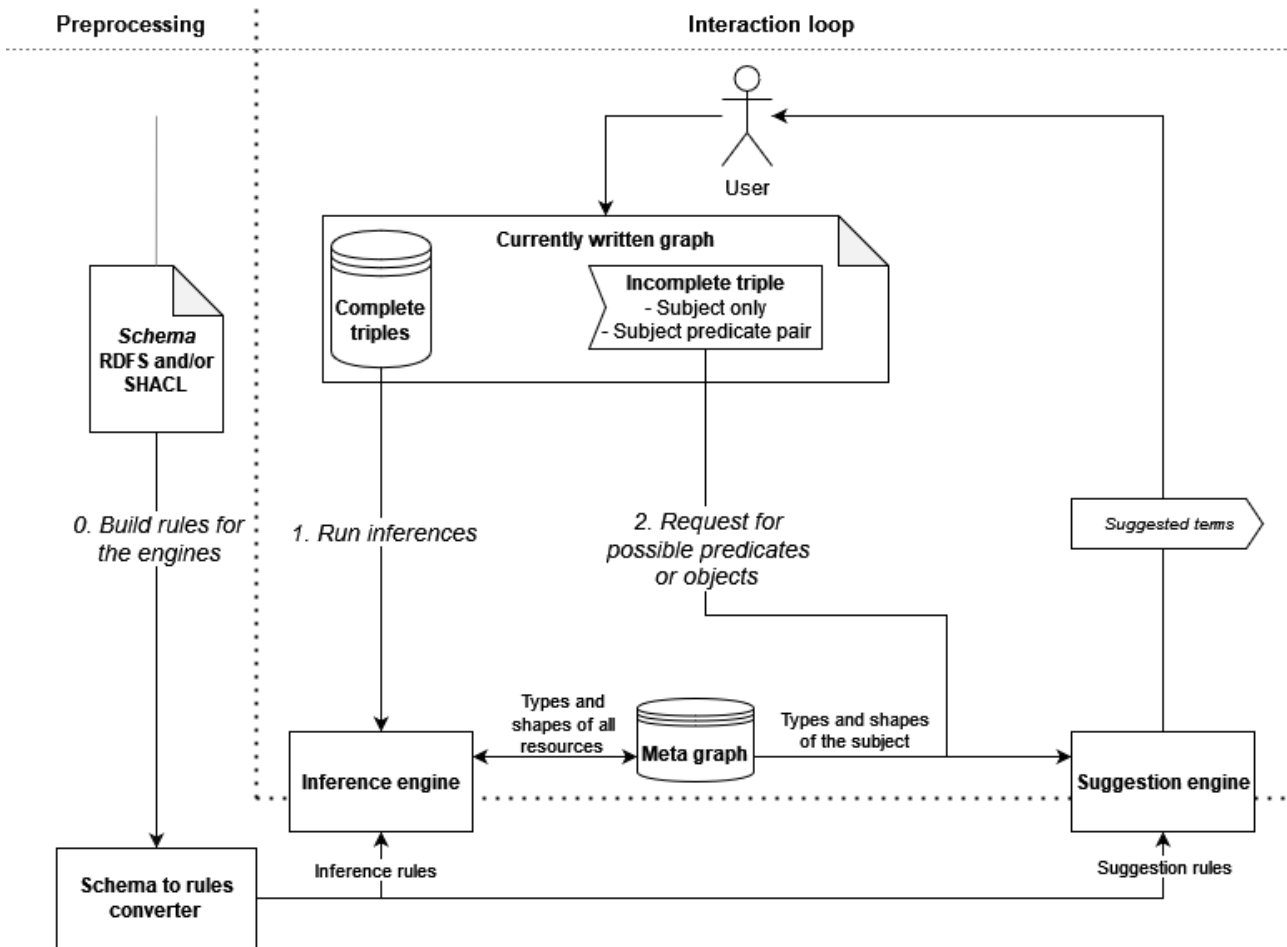 Preprocessing
Interaction loop
User
Currently written graph
Complete
triples
Incomplete triple
- Subject only
- Subject predicate pair
Schema
RDFS and/or
SHACL
0. Build rules for
the engines
1. Run inferences
2. Request for
possible predicates
or objects
Suggested terms
Types and
shapes of all
resources
Meta graph
Types and shapes
of the subject
Inference engine
Suggestion engine
Inference rules
Suggestion rules
Schema to rules
converter